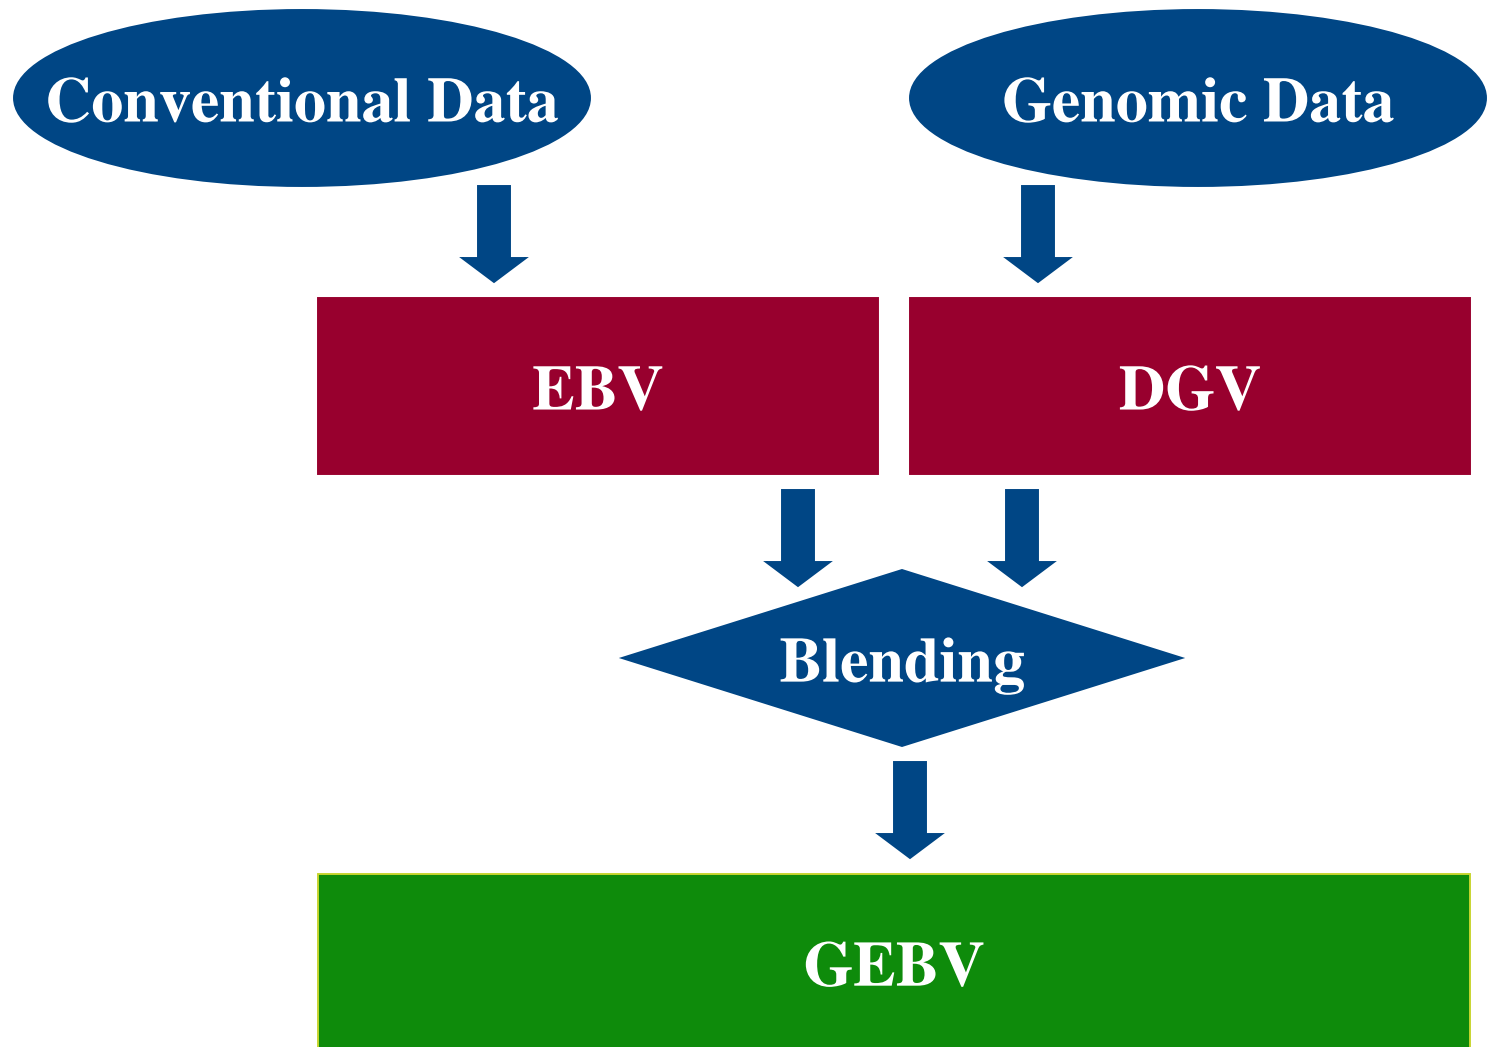 Conventional Data
Genomic Data
EBV
DGV
Blending
GEBV